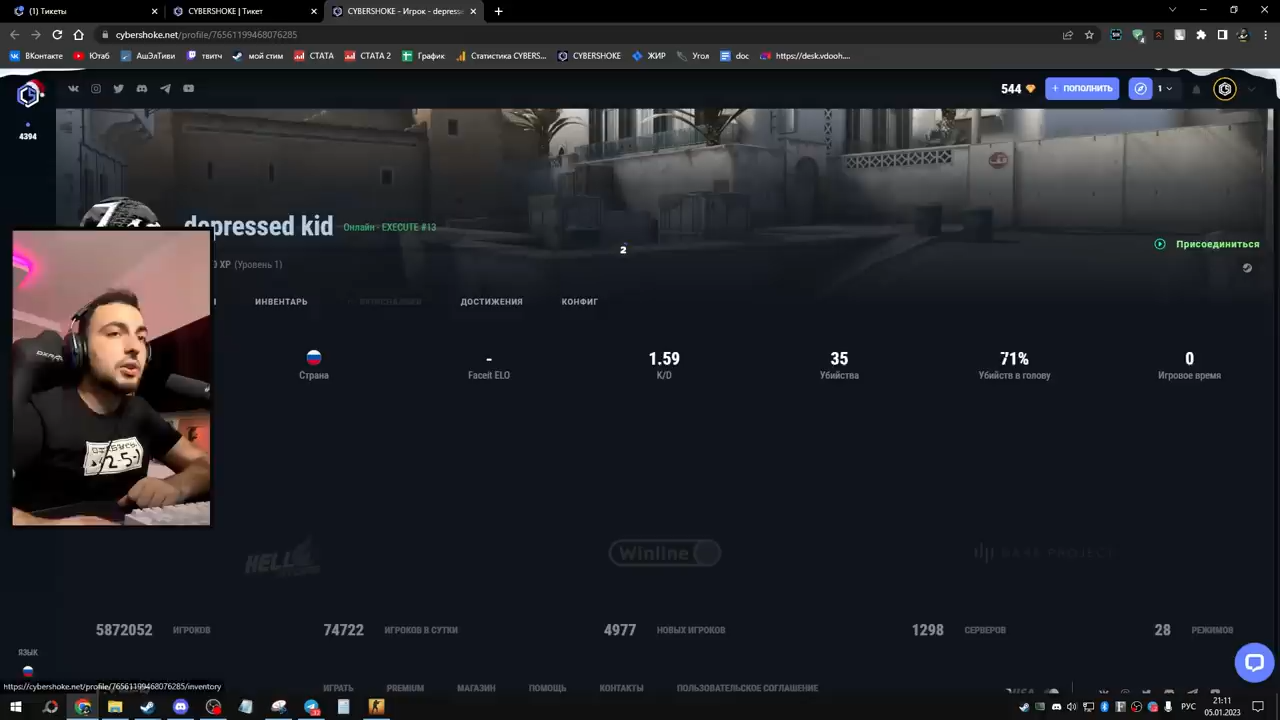 (1) Тикеты
CYBERSHOKE | Тикет
CYBERSHOKE - Игрок - depress
cybershoke.net/profile/76561199468076285
ВКонтакте
Ютаб
АшЭлТиви
твитч
мой стим
СТАТА
СТАТА 2
График
Статистика CYBERS...
CYBERSHOKE
ЖИР
Угол
doc
https://desk.vdooh....
544
+ ПОПОЛНИТЬ
1
4394
depressed kid
Онлайн - EXECUTE #13
2
Присоединиться
XP (Уровень 1)
ИНВЕНТАРЬ
ДОСТИЖЕНИЯ
КОНФИГ
Страна
-
Faceit ELO
1.59
K/D
35
Убийства
71%
Убийств в голову
0
Игровое время
DXRACER
HELL
Winline
5872052 ИГРОКОВ
74722 ИГРОКОВ В СУТКИ
4977 НОВЫХ ИГРОКОВ
1298 СЕРВЕРОВ
28 РЕЖИМОВ
ЯЗЫК
https://cybershoke.net/profile/76561199468076285/inventory
ИГРАТЬ
PREMIUM
МАГАЗИН
ПОМОЩЬ
КОНТАКТЫ
ПОЛЬЗОВАТЕЛЬСКОЕ СОГЛАШЕНИЕ
VISA
РУС
21:11
05.01.2023